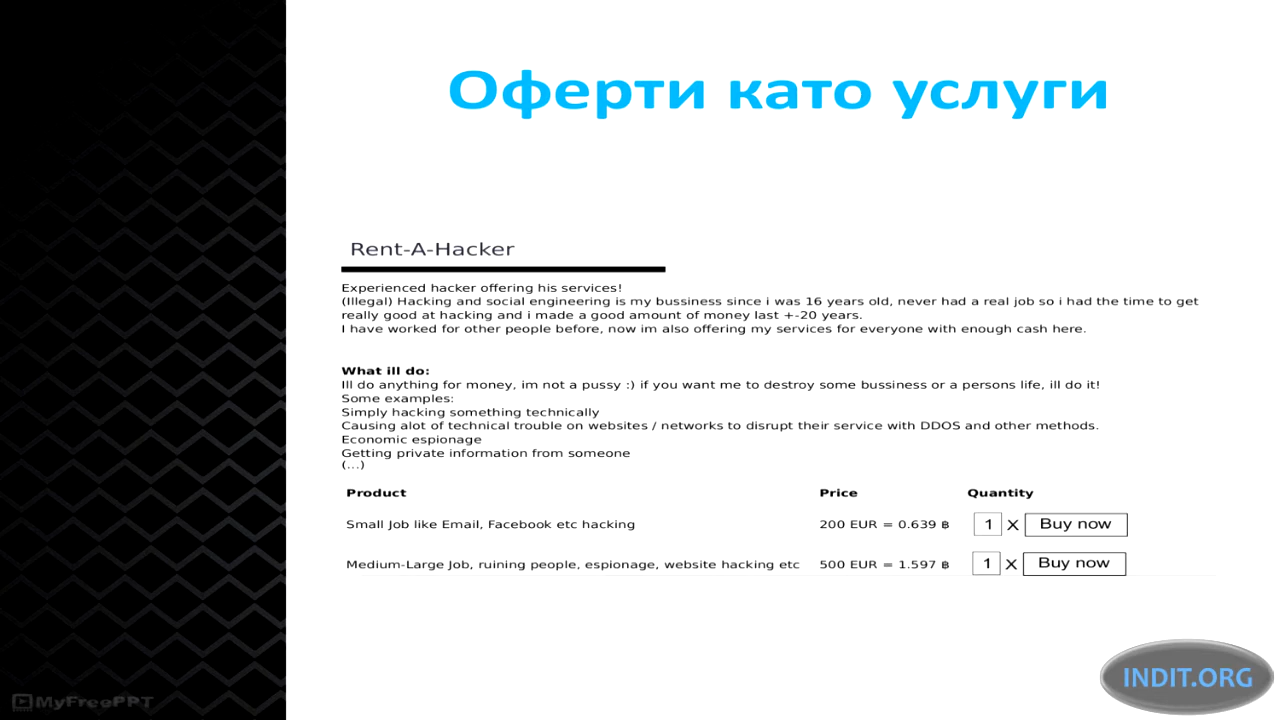 Оферти като услуги
Rent-A-Hacker
Experienced hacker offering his services!
(Illegal) Hacking and social engineering is my bussiness since i was 16 years old, never had a real job so i had the time to get
really good at hacking and i made a good amount of money last +-20 years.
I have worked for other people before, now im also offering my services for everyone with enough cash here.
What ill do:
Ill do anything for money, im not a pussy :) if you want me to destroy some bussiness or a persons life, ill do it!
Some examples:
Simply hacking something technically
Causing alot of technical trouble on websites / networks to disrupt their service with DDOS and other methods.
Economic espionage
Getting private information from someone
(...)
Product Price Quantity
Small Job like Email, Facebook etc hacking 200 EUR = 0.639 ฿ 1 X Buy now
Medium-Large Job, ruining people, espionage, website hacking etc 500 EUR = 1.597 ฿ 1 X Buy now
INDIT.ORG
MyFreePPT